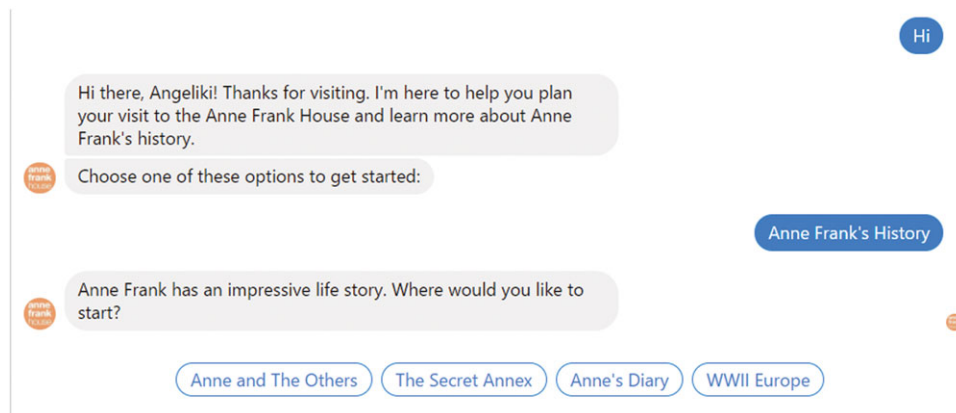 Hi
Hi there, Angeliki! Thanks for visiting. I'm here to help you plan
your visit to the Anne Frank House and learn more about Anne
Frank's history.
anne
frank
house
Choose one of these options to get started:
Anne Frank's History
Anne Frank has an impressive life story. Where would you like to
start?
anne
frank
house
Anne and The Others
The Secret Annex
Anne's Diary
WWII Europe